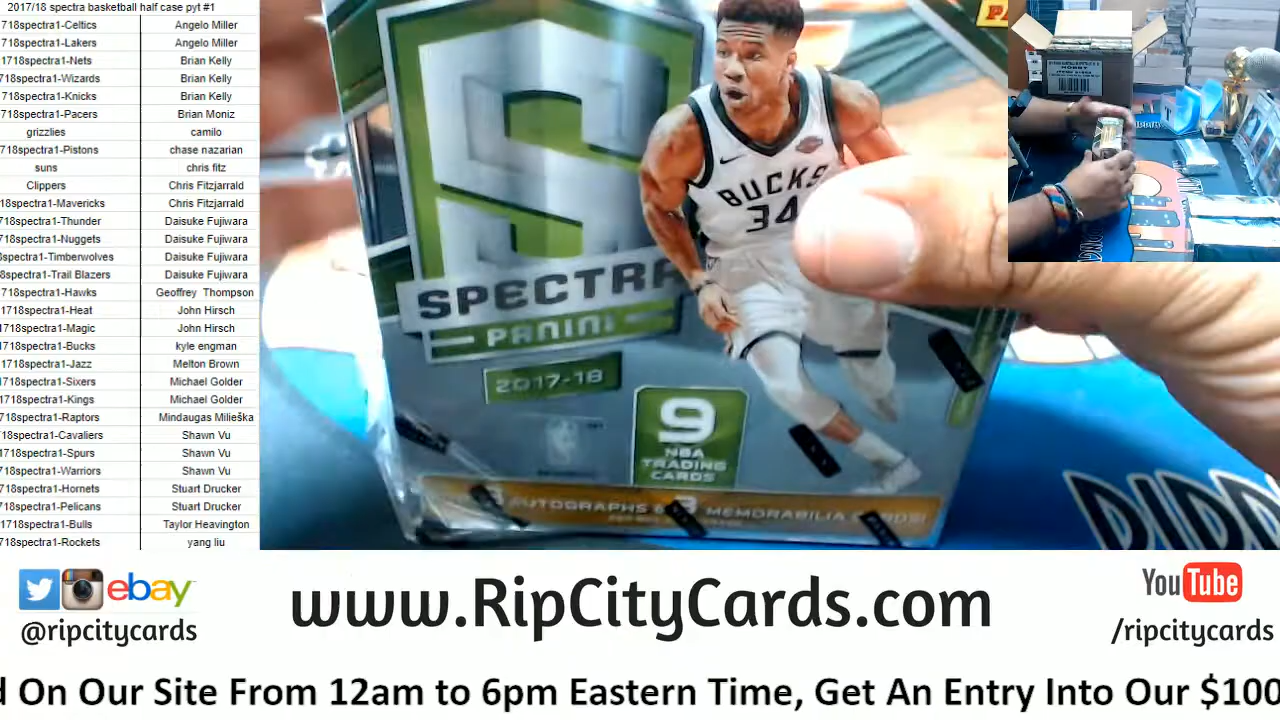 2017/18 spectra basketball half case pyt #1
718spectra1-Celtics Angelo Miller
718spectra1-Lakers Angelo Miller
1718spectra1-Nets Brian Kelly
718spectra1-Wizards Brian Kelly
718spectra1-Knicks Brian Kelly
718spectra1-Pacers Brian Moniz
grizzlies camilo
718spectra1-Pistons chase nazarian
suns chris fitz
Clippers Chris Fitzjarrald
18spectra1-Mavericks Chris Fitzjarrald
718spectra1-Thunder Daisuke Fujiwara
718spectra1-Nuggets Daisuke Fujiwara
spectra1-Timberwolves Daisuke Fujiwara
8spectra1-Trail Blazers Daisuke Fujiwara
718spectra1-Hawks Geoffrey Thompson
1718spectra1-Heat John Hirsch
1718spectra1-Magic John Hirsch
718spectra1-Bucks kyle engman
1718spectra1-Jazz Melton Brown
718spectra1-Sixers Michael Golder
1718spectra1-Kings Michael Golder
718spectra1-Raptors Mindaugas Milieška
18spectra1-Cavaliers Shawn Vu
718spectra1-Spurs Shawn Vu
718spectra1-Warriors Shawn Vu
718spectra1-Hornets Stuart Drucker
718spectra1-Pelicans Stuart Drucker
1718spectra1-Bulls Taylor Heavington
718spectra1-Rockets yang liu
S
BUCKS
34
SPECTRA
PANINI
2017-18
9
NBA
TRADING
CARDS
AUTOGRAPHS & 3 MEMORABILIA CARDS!
HOBBY
ebay
@ripcitycards
www.RipCityCards.com
YouTube
/ripcitycards
On Our Site From 12am to 6pm Eastern Time, Get An Entry Into Our $100